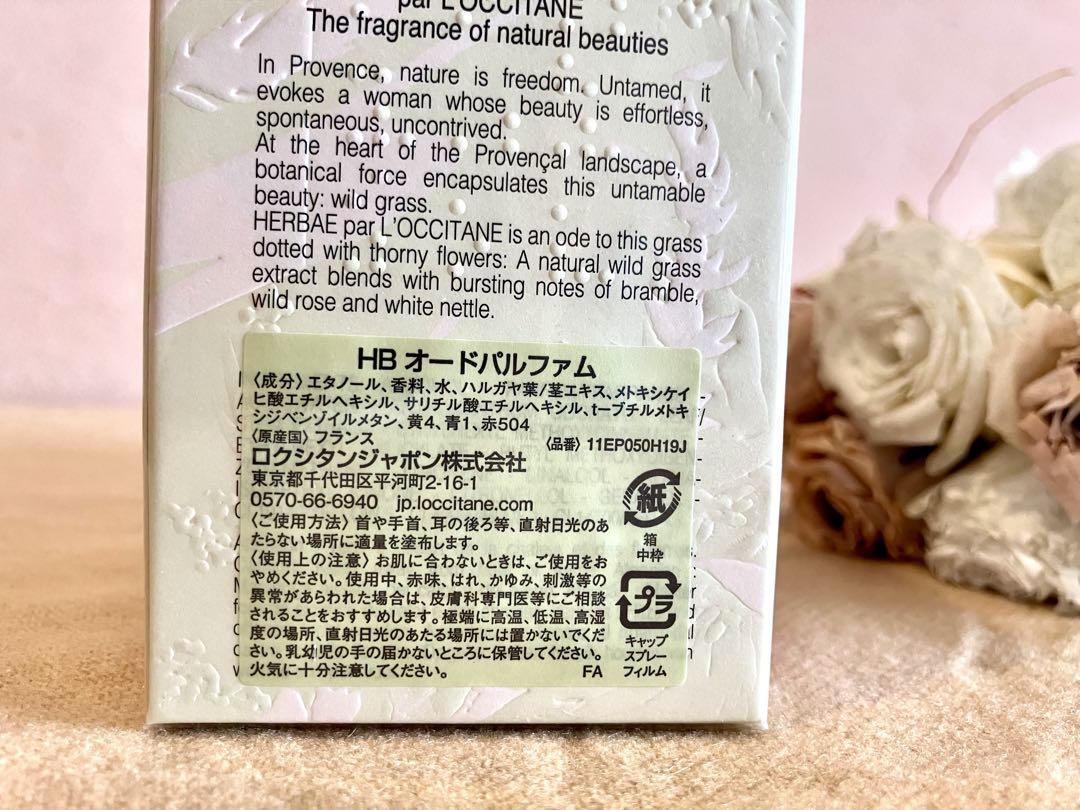 par L'OCCITANE
The fragrance of natural beauties
In Provence, nature is freedom. Untamed, it
evokes a woman whose beauty is effortless,
spontaneous, uncontrived.
At the heart of the Provençal landscape, a
botanical force encapsulates this untamable
beauty: wild grass.
HERBAE par L'OCCITANE is an ode to this grass
dotted with thorny flowers: A natural wild grass
extract blends with bursting notes of bramble,
wild rose and white nettle.
HB オードパルファム
〈成分〉エタノール、香料、水、ハルガヤ葉/茎エキス、メトキシケイ
ヒ酸エチルヘキシル、サリチル酸エチルヘキシル、t-ブチルメトキ
シジベンゾイルメタン、黄4、青1、赤504
〈原産国〉フランス 〈品番〉11EP050H19J
ロクシタンジャポン株式会社
東京都千代田区平河町2-16-1
0570-66-6940 jp.loccitane.com
〈ご使用方法〉首や手首、耳の後ろ等、直射日光のあ
たらない場所に適量を塗布します。
〈使用上の注意〉お肌に合わないときは、ご使用をお
やめください。使用中、赤味、はれ、かゆみ、刺激等の
異常があらわれた場合は、皮膚科専門医等にご相談
されることをおすすめします。極端に高温、低温、高湿
度の場所、直射日光のあたる場所には置かないでくだ
さい。乳幼児の手の届かないところに保管してください。
火気に十分注意してください。 FA
紙
箱
中枠
プラ
キャップ
スプレー
フィルム